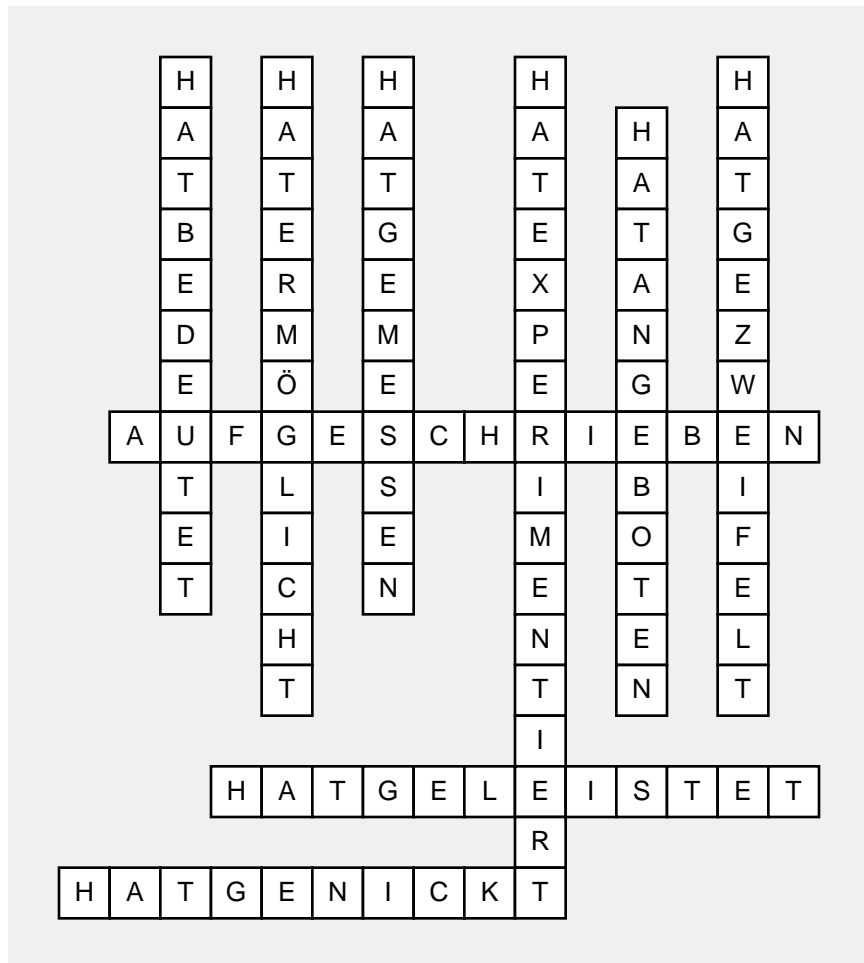 HATBEDEUTET
HATERMÖGLICHT
HATGEMESSEN
HATEXPERIMENTIERT
HATANGEBOTEN
HATGEZWEIFELT
AUFGESCHRIEBEN
HATGELEISTET
HATGENICKT